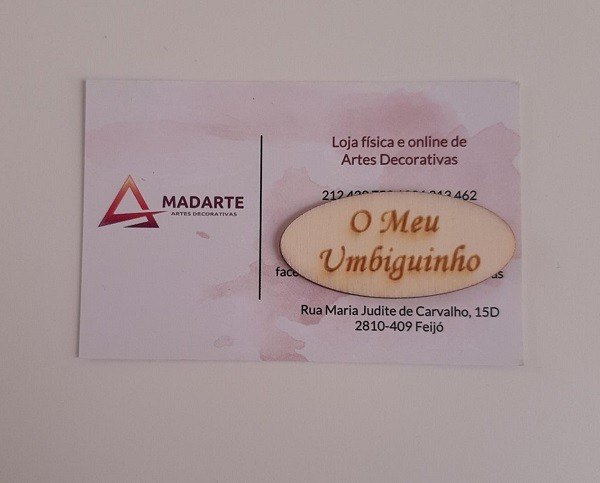 MADARTE
ARTES DECORATIVAS
Loja física e online de
Artes Decorativas
462
O Meu
Umbiguinho
Rua Maria Judite de Carvalho, 15D
2810-409 Feijó